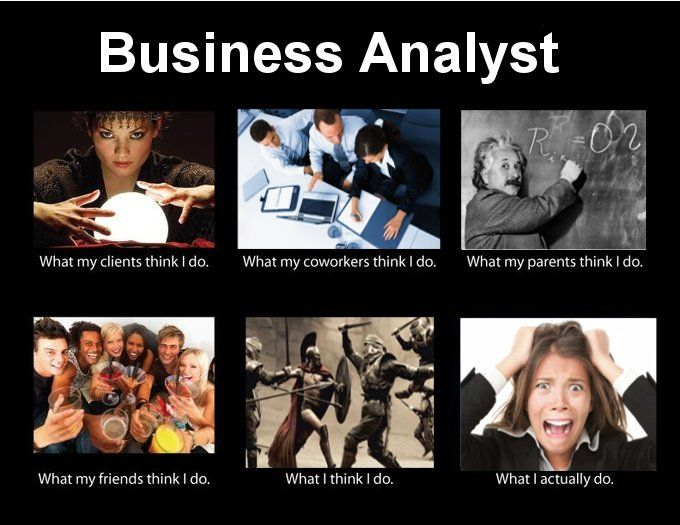 Business Analyst
What my clients think I do.
What my coworkers think I do.
What my parents think I do.
What my friends think I do.
What I think I do.
What I actually do.